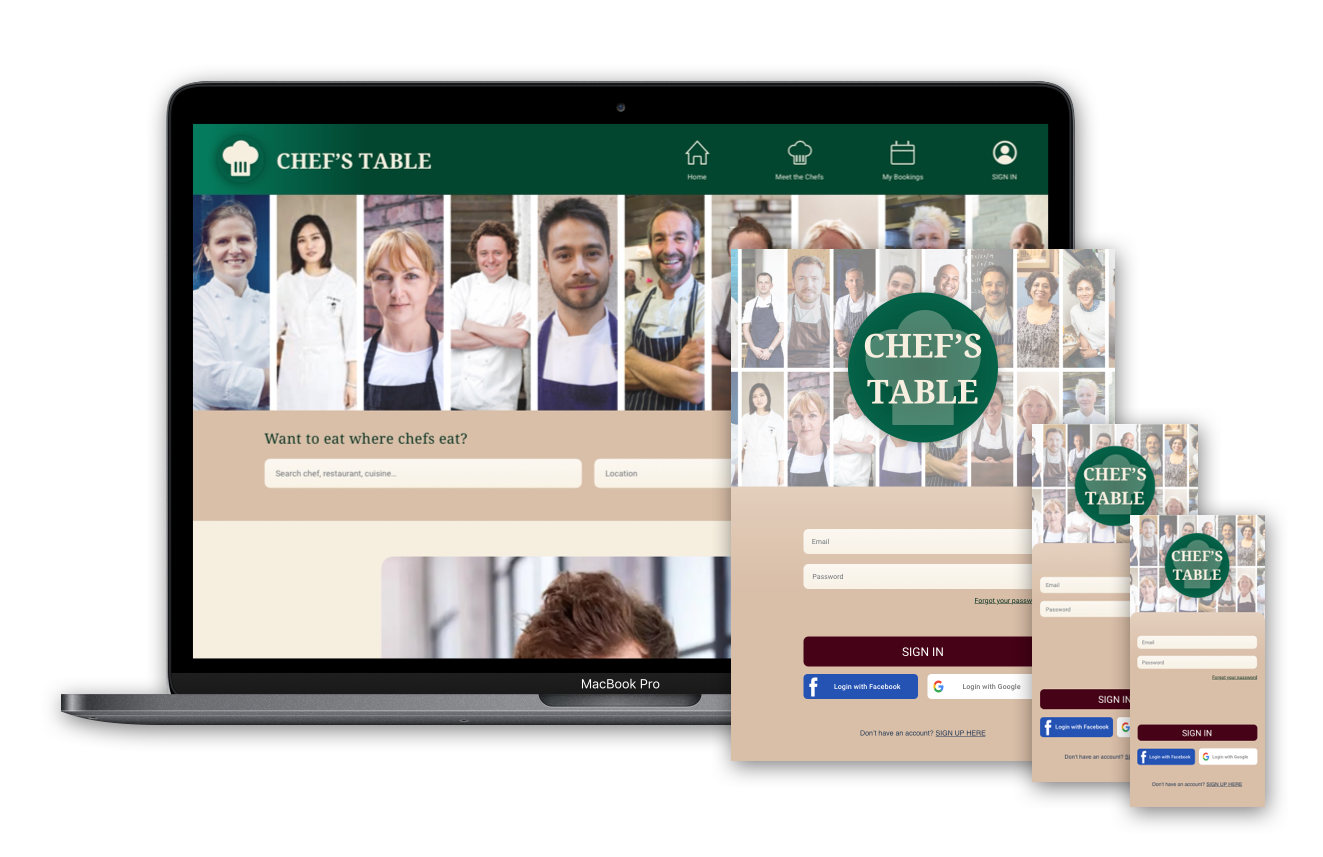 CHEF'S TABLE
Home
Meet the Chefs
My Bookings
SIGN IN
Want to eat where chefs eat?
Search chef, restaurant, cuisine...
Location
MacBook Pro
CHEF'S
TABLE
Email
Password
Forgot your passw
SIGN IN
Login with Facebook
Login with Google
Don't have an account? SIGN UP HERE
CHEF'S
TABLE
Email
Password
SIGN IN
Login with Facebook
Don't have an account?
CHEF'S
TABLE
Email
Password
Forgot your password
SIGN IN
Login with Facebook
Login with Google
Don't have an account? SIGN UP HERE